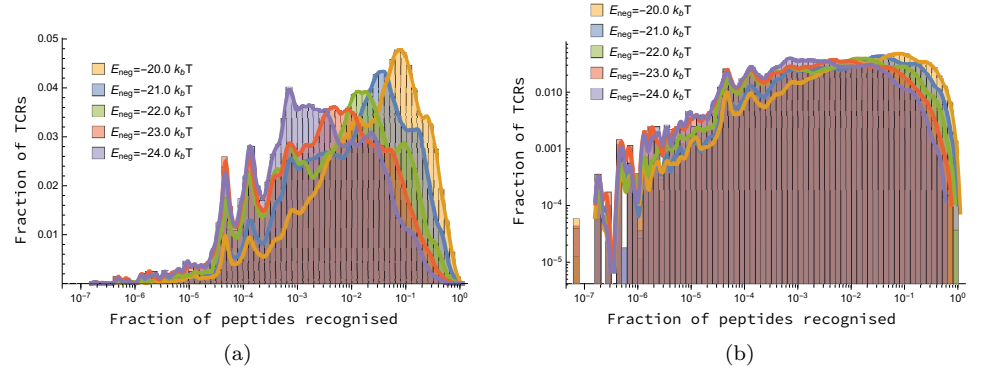 0.05
0.04
0.03
0.02
0.01
Fraction of TCRs
E_neg=−20.0 k_bT
E_neg=−21.0 k_bT
E_neg=−22.0 k_bT
E_neg=−23.0 k_bT
E_neg=−24.0 k_bT
10^-7 10^-6 10^-5 10^-4 10^-3 10^-2 10^-1 10^0
Fraction of peptides recognised
(a)
E_neg=−20.0 k_bT
E_neg=−21.0 k_bT
E_neg=−22.0 k_bT
E_neg=−23.0 k_bT
E_neg=−24.0 k_bT
0.010
0.001
10^-4
10^-5
Fraction of TCRs
10^-7 10^-6 10^-5 10^-4 10^-3 10^-2 10^-1 10^0
Fraction of peptides recognised
(b)